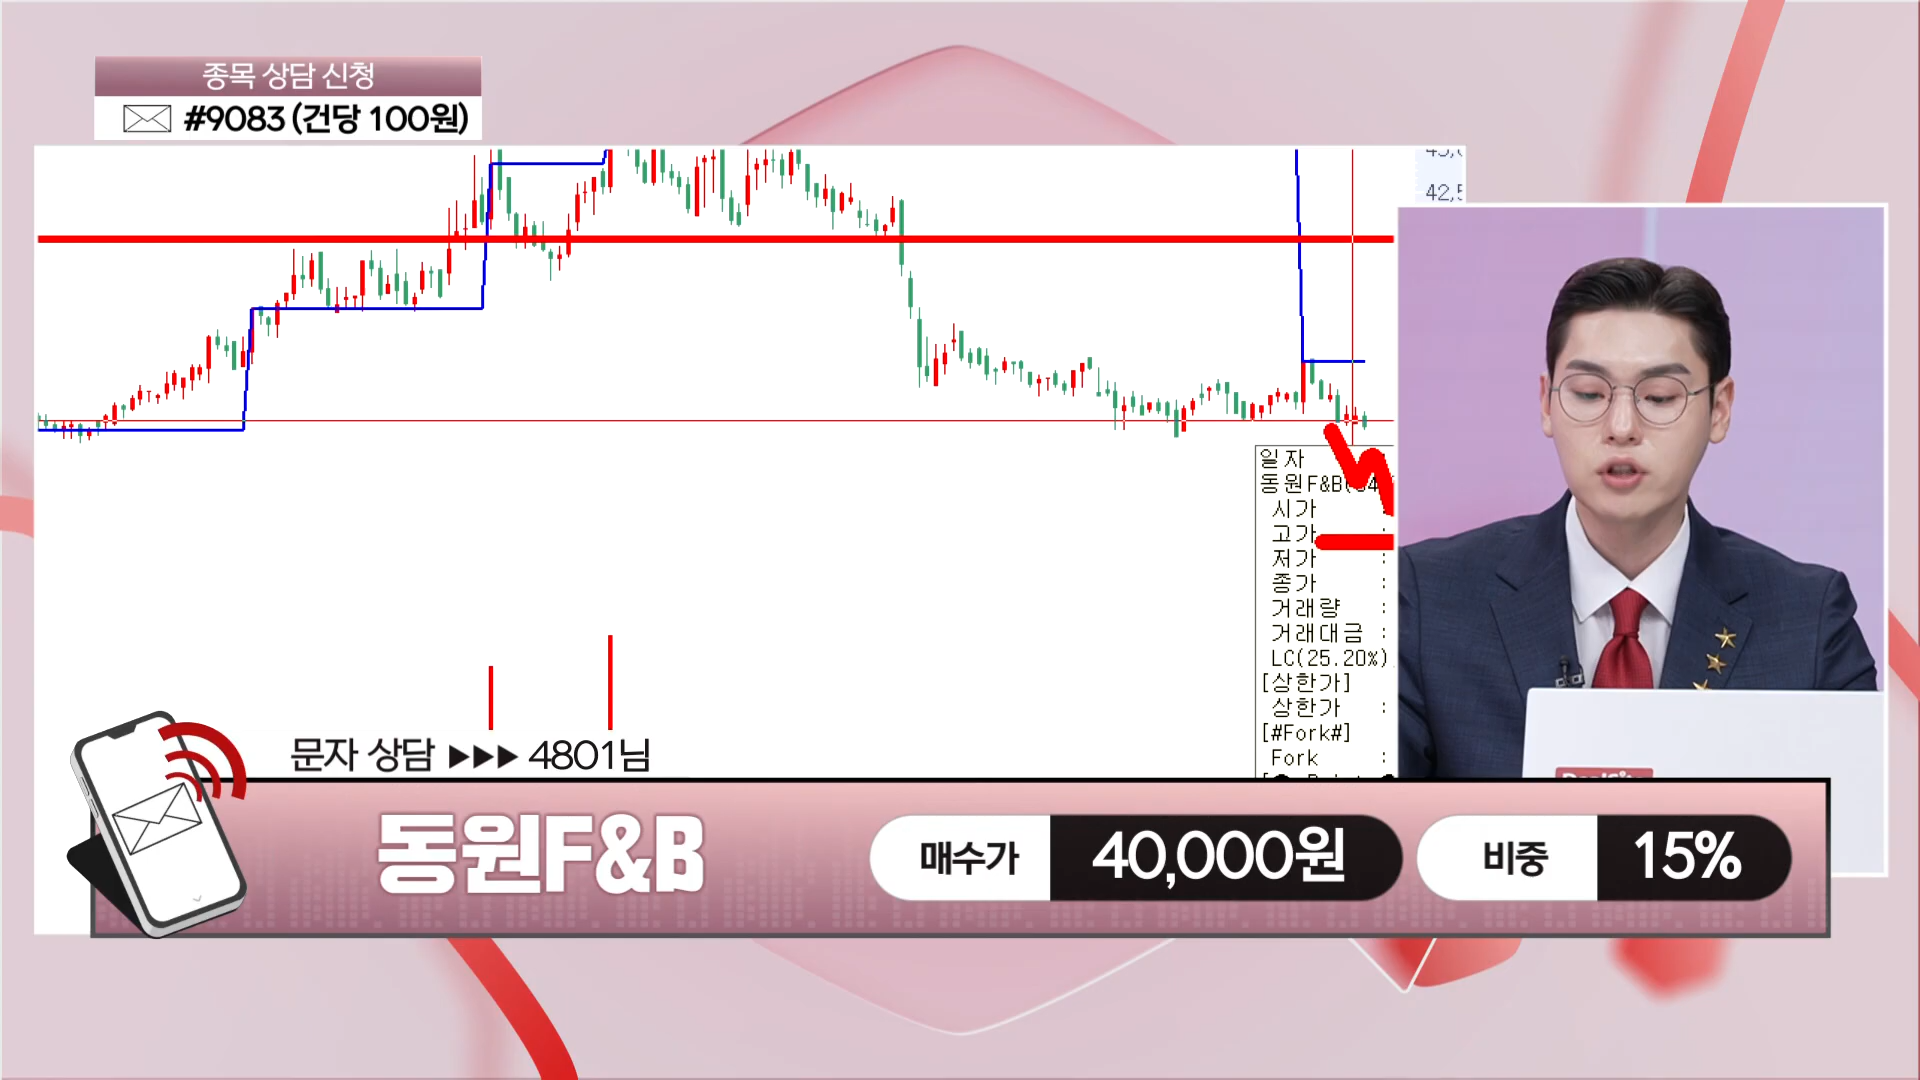 종목 상담 신청
#9083 (건당 100원)
일자
동원F&B
시가
고가
저가 :
종가 :
거래량 :
거래대금 :
LC(25.20%)
[상한가]
상한가 :
[#Fork#]
Fork :
문자 상담 ▶▶▶ 4801님
동원F&B
매수가 40,000원
비중 15%